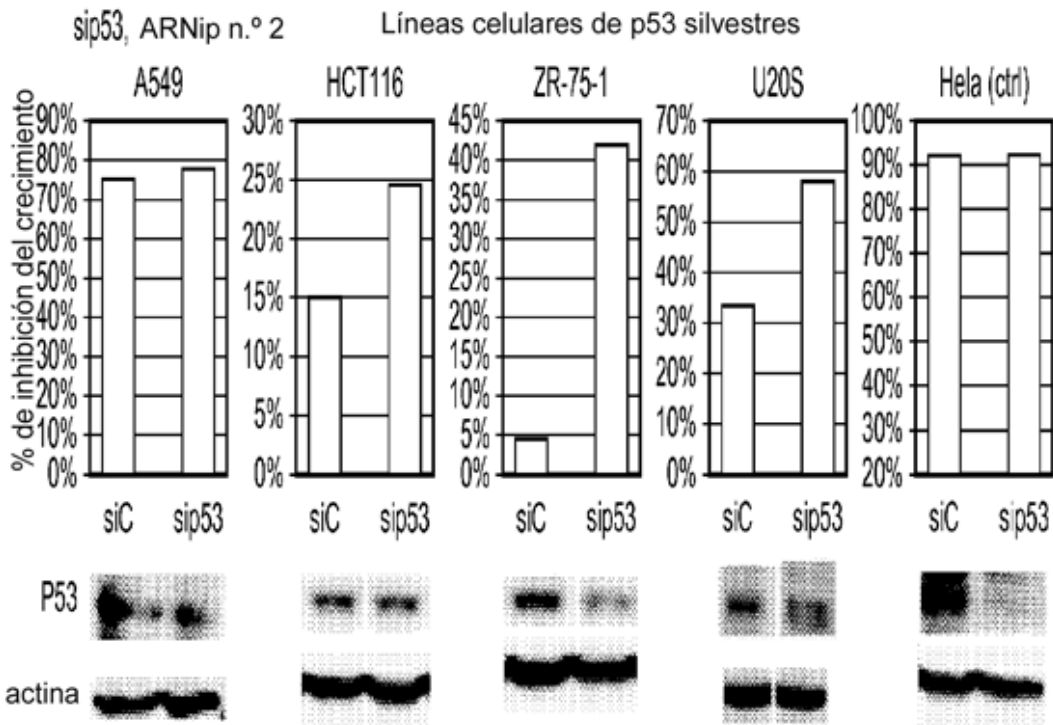 sip53, ARNip n.º 2 Líneas celulares de p53 silvestres
A549 HCT116 ZR-75-1 U20S Hela (ctrl)
% de inhibición del crecimiento
90% 80% 70% 60% 50% 40% 30% 20% 10% 0%
30% 25% 20% 15% 10% 5% 0%
45% 40% 35% 30% 25% 20% 15% 10% 5% 0%
70% 60% 50% 40% 30% 20% 10% 0%
100% 90% 80% 70% 60% 50% 40% 30% 20%
siC sip53 siC sip53 siC sip53 siC sip53 siC sip53
P53
actina